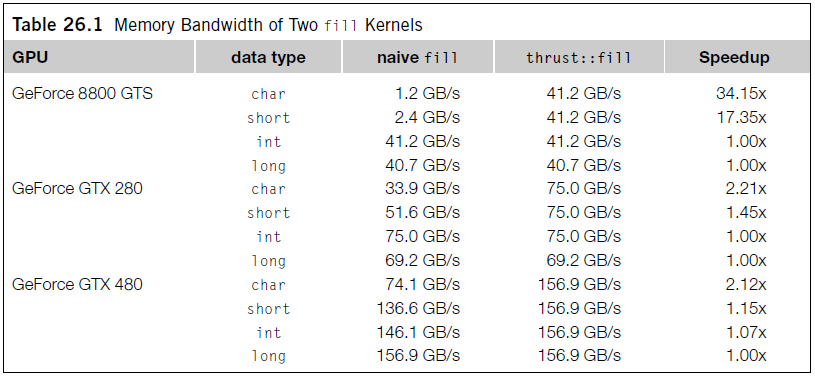 Table 26.1 Memory Bandwidth of Two fill Kernels
GPU data type naive fill thrust::fill Speedup
GeForce 8800 GTS char 1.2 GB/s 41.2 GB/s 34.15x
short 2.4 GB/s 41.2 GB/s 17.35x
int 41.2 GB/s 41.2 GB/s 1.00x
long 40.7 GB/s 40.7 GB/s 1.00x
GeForce GTX 280 char 33.9 GB/s 75.0 GB/s 2.21x
short 51.6 GB/s 75.0 GB/s 1.45x
int 75.0 GB/s 75.0 GB/s 1.00x
long 69.2 GB/s 69.2 GB/s 1.00x
GeForce GTX 480 char 74.1 GB/s 156.9 GB/s 2.12x
short 136.6 GB/s 156.9 GB/s 1.15x
int 146.1 GB/s 156.9 GB/s 1.07x
long 156.9 GB/s 156.9 GB/s 1.00x